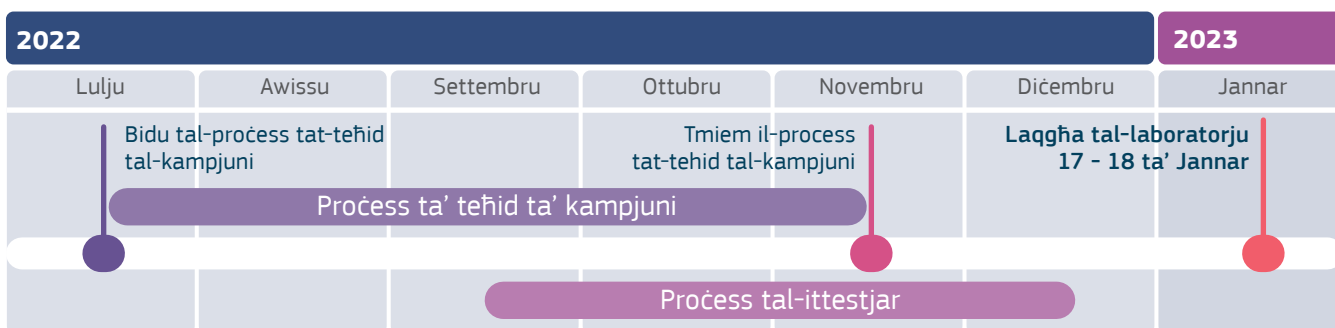 2022
2023
Lulju
Awissu
Settembru
Ottubru
Novembru
Diċembru
Jannar
Bidu tal-proċess tat-teħid
tal-kampjuni
Tmiem il-process
tat-tehid tal-kampjuni
Laqgħa tal-laboratorju
17 - 18 ta’ Jannar
Proċess ta’ teħid ta’ kampjuni
Proċess tal-ittestjar